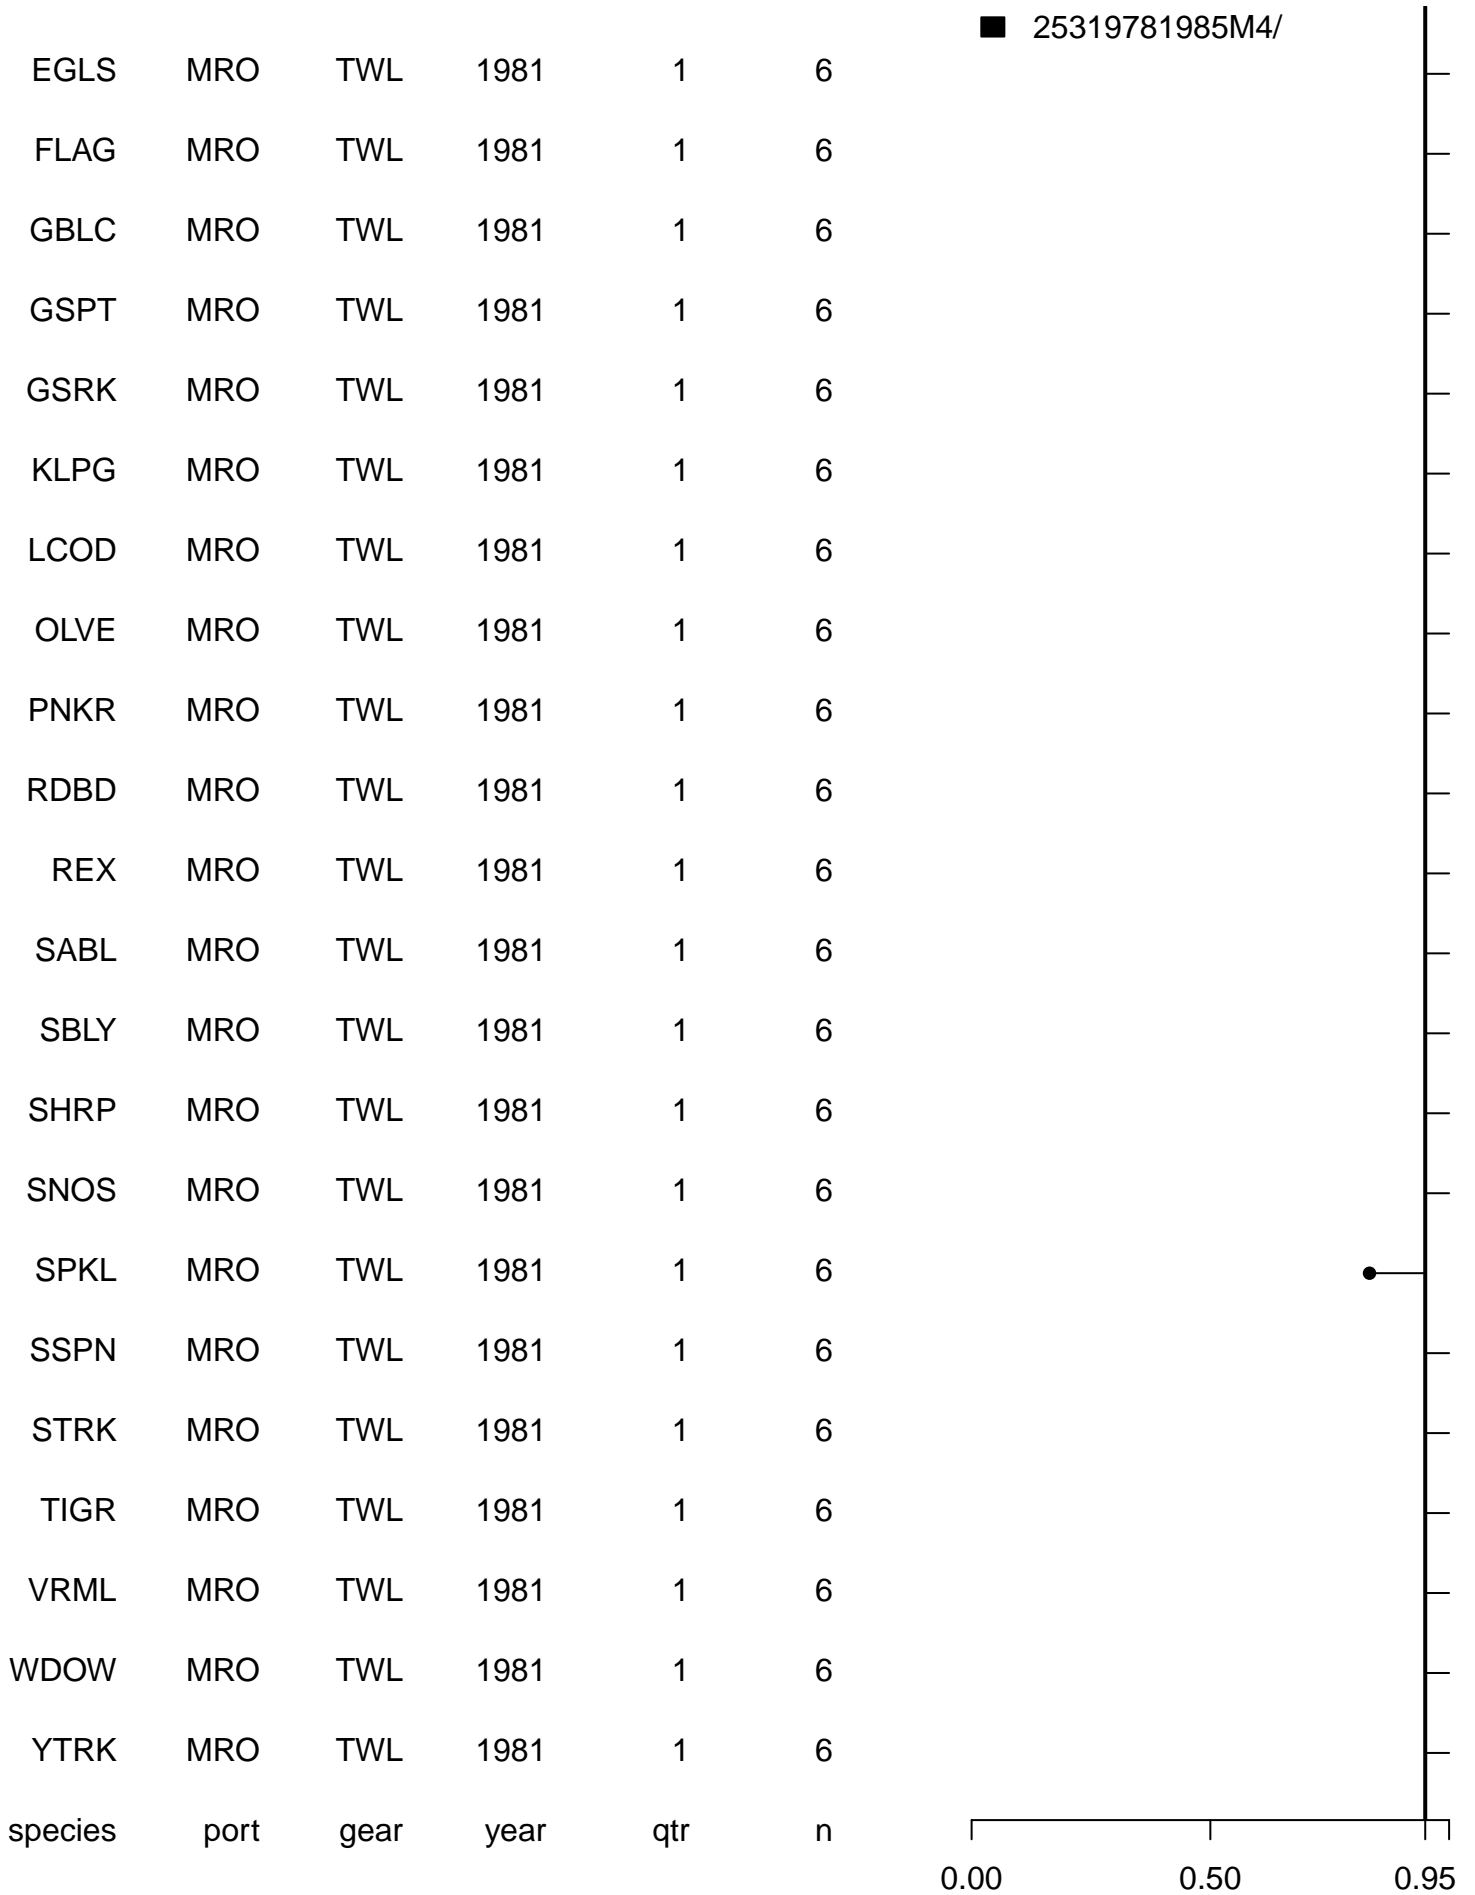 25319781985M4/
EGLS MRO TWL 1981 1 6
FLAG MRO TWL 1981 1 6
GBLC MRO TWL 1981 1 6
GSPT MRO TWL 1981 1 6
GSRK MRO TWL 1981 1 6
KLPG MRO TWL 1981 1 6
LCOD MRO TWL 1981 1 6
OLVE MRO TWL 1981 1 6
PNKR MRO TWL 1981 1 6
RDBD MRO TWL 1981 1 6
REX MRO TWL 1981 1 6
SABL MRO TWL 1981 1 6
SBLY MRO TWL 1981 1 6
SHRP MRO TWL 1981 1 6
SNOS MRO TWL 1981 1 6
SPKL MRO TWL 1981 1 6
SSPN MRO TWL 1981 1 6
STRK MRO TWL 1981 1 6
TIGR MRO TWL 1981 1 6
VRML MRO TWL 1981 1 6
WDOW MRO TWL 1981 1 6
YTRK MRO TWL 1981 1 6
species port gear year qtr n
0.00 0.50 0.95